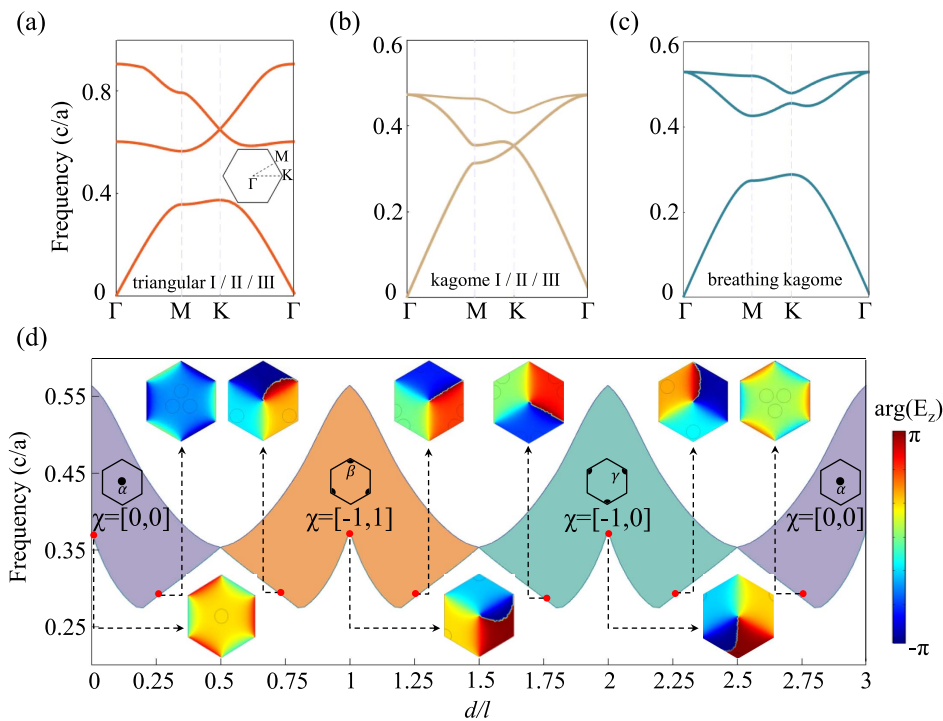 (a)
(b)
(c)
Frequency (c/a)
0.8
0.4
0
M
Γ
K
triangular I / II / III
Γ M K Γ
0.6
0.4
0.2
0
kagome I / II / III
Γ M K Γ
0.6
0.4
0.2
0
breathing kagome
Γ M K Γ
(d)
Frequency (c/a)
0.55
0.45
0.35
0.25
α
χ=[0,0]
β
χ=[-1,1]
γ
χ=[-1,0]
α
χ=[0,0]
arg(E_z)
π
-π
0 0.25 0.5 0.75 1 1.25 1.5 1.75 2 2.25 2.5 2.75 3
d/l